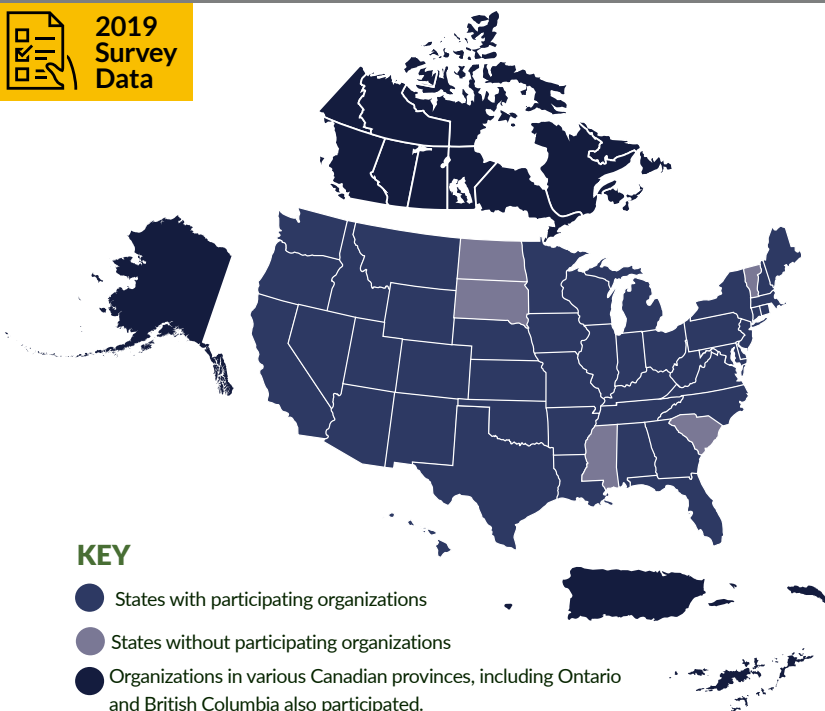 2019
Survey
Data
KEY
States with participating organizations
States without participating organizations
Organizations in various Canadian provinces, including Ontario
and British Columbia also participated.